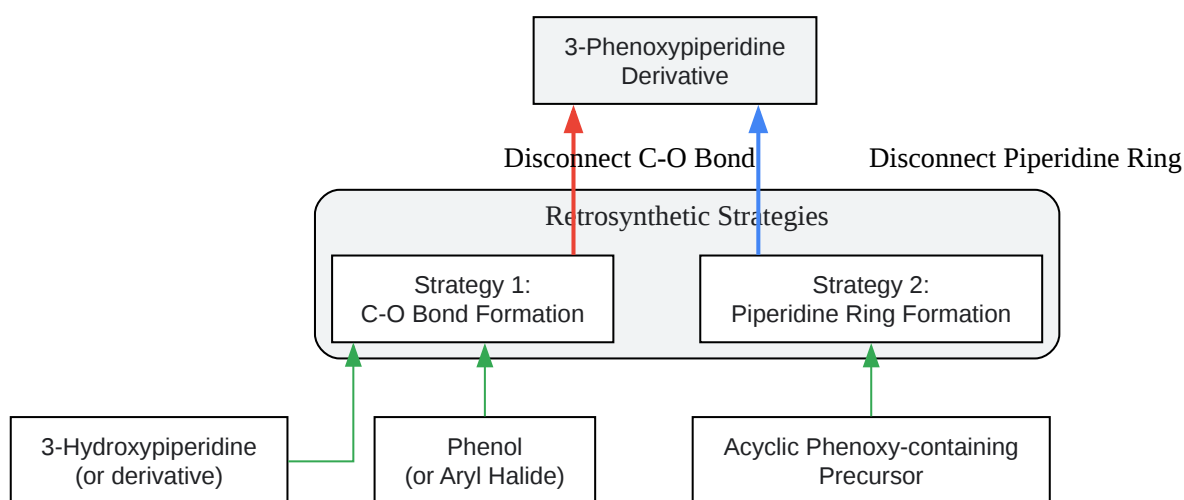 3-Phenoxypiperidine
Derivative
Disconnect C-O Bond
Disconnect Piperidine Ring
Retrosynthetic Strategies
Strategy 1:
C-O Bond Formation
Strategy 2:
Piperidine Ring Formation
3-Hydroxypiperidine
(or derivative)
Phenol
(or Aryl Halide)
Acyclic Phenoxy-containing
Precursor